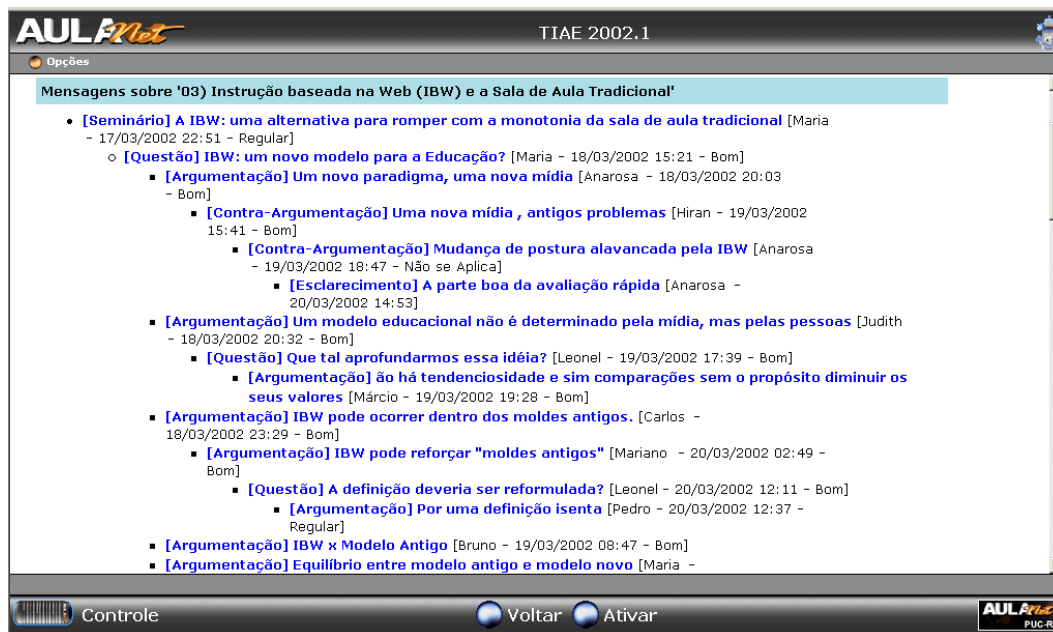 AULANet
TIAE 2002.1
Opções
Mensagens sobre '03) Instrução baseada na Web (IBW) e a Sala de Aula Tradicional'
• [Seminário] A IBW: uma alternativa para romper com a monotonia da sala de aula tradicional [Maria
- 17/03/2002 22:51 - Regular]
o [Questão] IBW: um novo modelo para a Educação? [Maria - 18/03/2002 15:21 - Bom]
▪ [Argumentação] Um novo paradigma, uma nova mídia [Anarosa - 18/03/2002 20:03
- Bom]
▪ [Contra-Argumentação] Uma nova mídia , antigos problemas [Hiran - 19/03/2002
15:41 - Bom]
▪ [Contra-Argumentação] Mudança de postura alavancada pela IBW [Anarosa
- 19/03/2002 18:47 - Não se Aplica]
▪ [Esclarecimento] A parte boa da avaliação rápida [Anarosa -
20/03/2002 14:53]
▪ [Argumentação] Um modelo educacional não é determinado pela mídia, mas pelas pessoas [Judith
- 18/03/2002 20:32 - Bom]
▪ [Questão] Que tal aprofundarmos essa idéia? [Leonel - 19/03/2002 17:39 - Bom]
▪ [Argumentação] ão há tendenciosidade e sim comparações sem o propósito diminuir os
seus valores [Márcio - 19/03/2002 19:28 - Bom]
▪ [Argumentação] IBW pode ocorrer dentro dos moldes antigos. [Carlos -
18/03/2002 23:29 - Bom]
▪ [Argumentação] IBW pode reforçar "moldes antigos" [Mariano - 20/03/2002 02:49 -
Bom]
▪ [Questão] A definição deveria ser reformulada? [Leonel - 20/03/2002 12:11 - Bom]
▪ [Argumentação] Por uma definição isenta [Pedro - 20/03/2002 12:37 -
Regular]
▪ [Argumentação] IBW x Modelo Antigo [Bruno - 19/03/2002 08:47 - Bom]
▪ [Argumentação] Equilíbrio entre modelo antigo e modelo novo [Maria -
Controle
Voltar
Ativar
AULANet
PUC-R